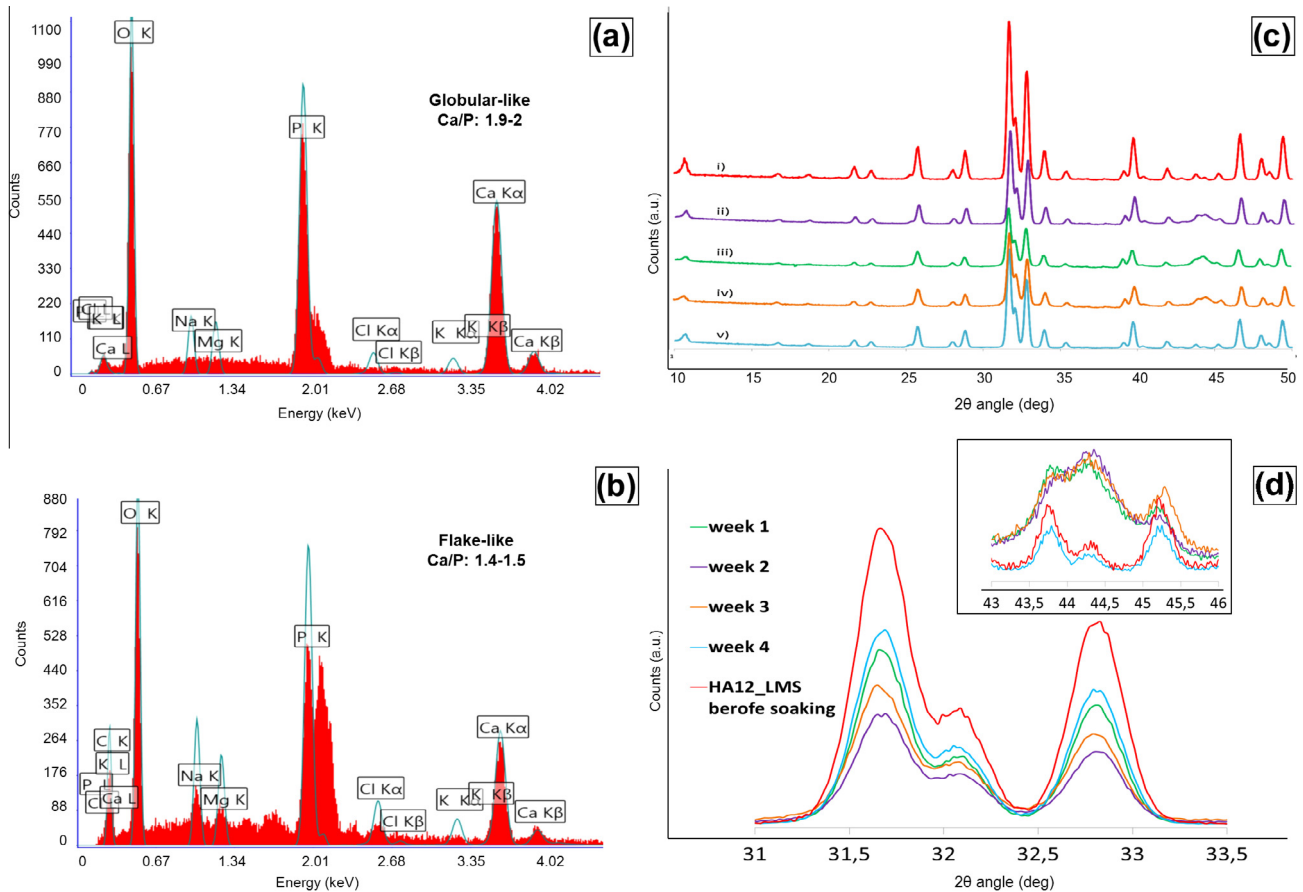 (a)
1100
990
880
770
660
550
440
330
220
110
0
Counts
O K
P K
Globular-like
Ca/P: 1.9-2
Ca Kα
Cl L
K L
Ca L
Na K
Mg K
Cl Kα
Cl Kβ
K Kα
K Kβ
Ca Kβ
0
0.67
1.34
2.01
2.68
3.35
4.02
Energy (keV)
(c)
Counts (a.u.)
i)
ii)
iii)
iv)
v)
10
15
20
25
30
35
40
45
50
2θ angle (deg)
(b)
880
792
704
616
528
440
352
264
176
88
0
Counts
O K
P K
Flake-like
Ca/P: 1.4-1.5
Ca Kα
C K
K L
P L
Ca L
Na K
Mg K
Cl Kα
Cl Kβ
K Kα
K Kβ
Ca Kβ
0
0.67
1.34
2.01
2.68
3.35
4.02
Energy (keV)
(d)
Counts (a.u.)
week 1
week 2
week 3
week 4
HA12_LMS
berofe soaking
43
43,5
44
44,5
45
45,5
46
31
31,5
32
32,5
33
33,5
2θ angle (deg)